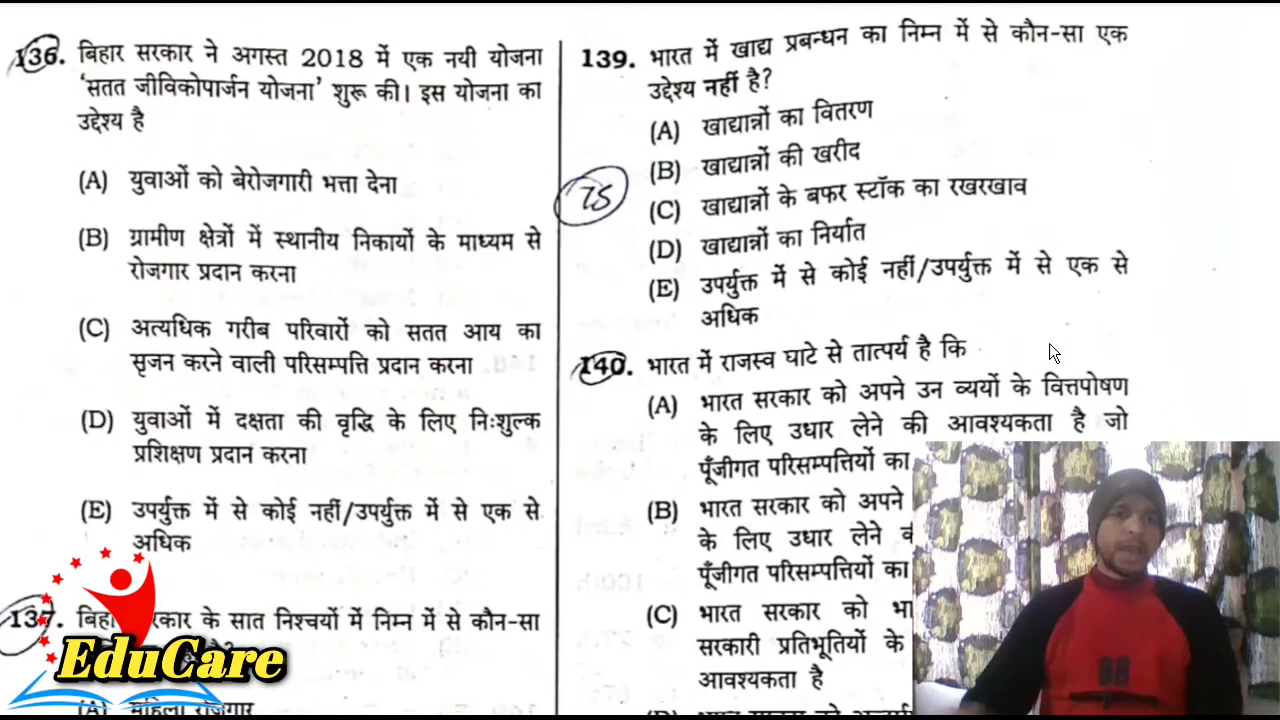 136. बिहार सरकार ने अगस्त 2018 में एक नयी योजना
'सतत जीविकोपार्जन योजना' शुरू की। इस योजना का
उद्देश्य है
(A) युवाओं को बेरोजगारी भत्ता देना
(B) ग्रामीण क्षेत्रों में स्थानीय निकायों के माध्यम से
रोजगार प्रदान करना
(C) अत्यधिक गरीब परिवारों को सतत आय का
सृजन करने वाली परिसम्पत्ति प्रदान करना
(D) युवाओं में दक्षता की वृद्धि के लिए निःशुल्क
प्रशिक्षण प्रदान करना
(E) उपर्युक्त में से कोई नहीं/उपर्युक्त में से एक से
अधिक
137. सरकार के सात निश्चयों में निम्न में से कौन-सा
(A) महिला रोजगार
EduCare
139. भारत में खाद्य प्रबन्धन का निम्न में से कौन-सा एक
उद्देश्य नहीं है?
(A) खाद्यान्नों का वितरण
(B) खाद्यान्नों की खरीद
(C) खाद्यान्नों के बफर स्टॉक का रखरखाव
(D) खाद्यान्नों का निर्यात
(E) उपर्युक्त में से कोई नहीं/उपर्युक्त में से एक से
अधिक
140. भारत में राजस्व घाटे से तात्पर्य है कि
(A) भारत सरकार को अपने उन व्ययों के वित्तपोषण
के लिए उधार लेने की आवश्यकता है जो
पूँजीगत परिसम्पत्तियों का
(B) भारत सरकार को अपने
के लिए उधार लेने
पूँजीगत परिसम्पत्तियों का
(C) भारत सरकार को
सरकारी प्रतिभूतियों के
आवश्यकता है